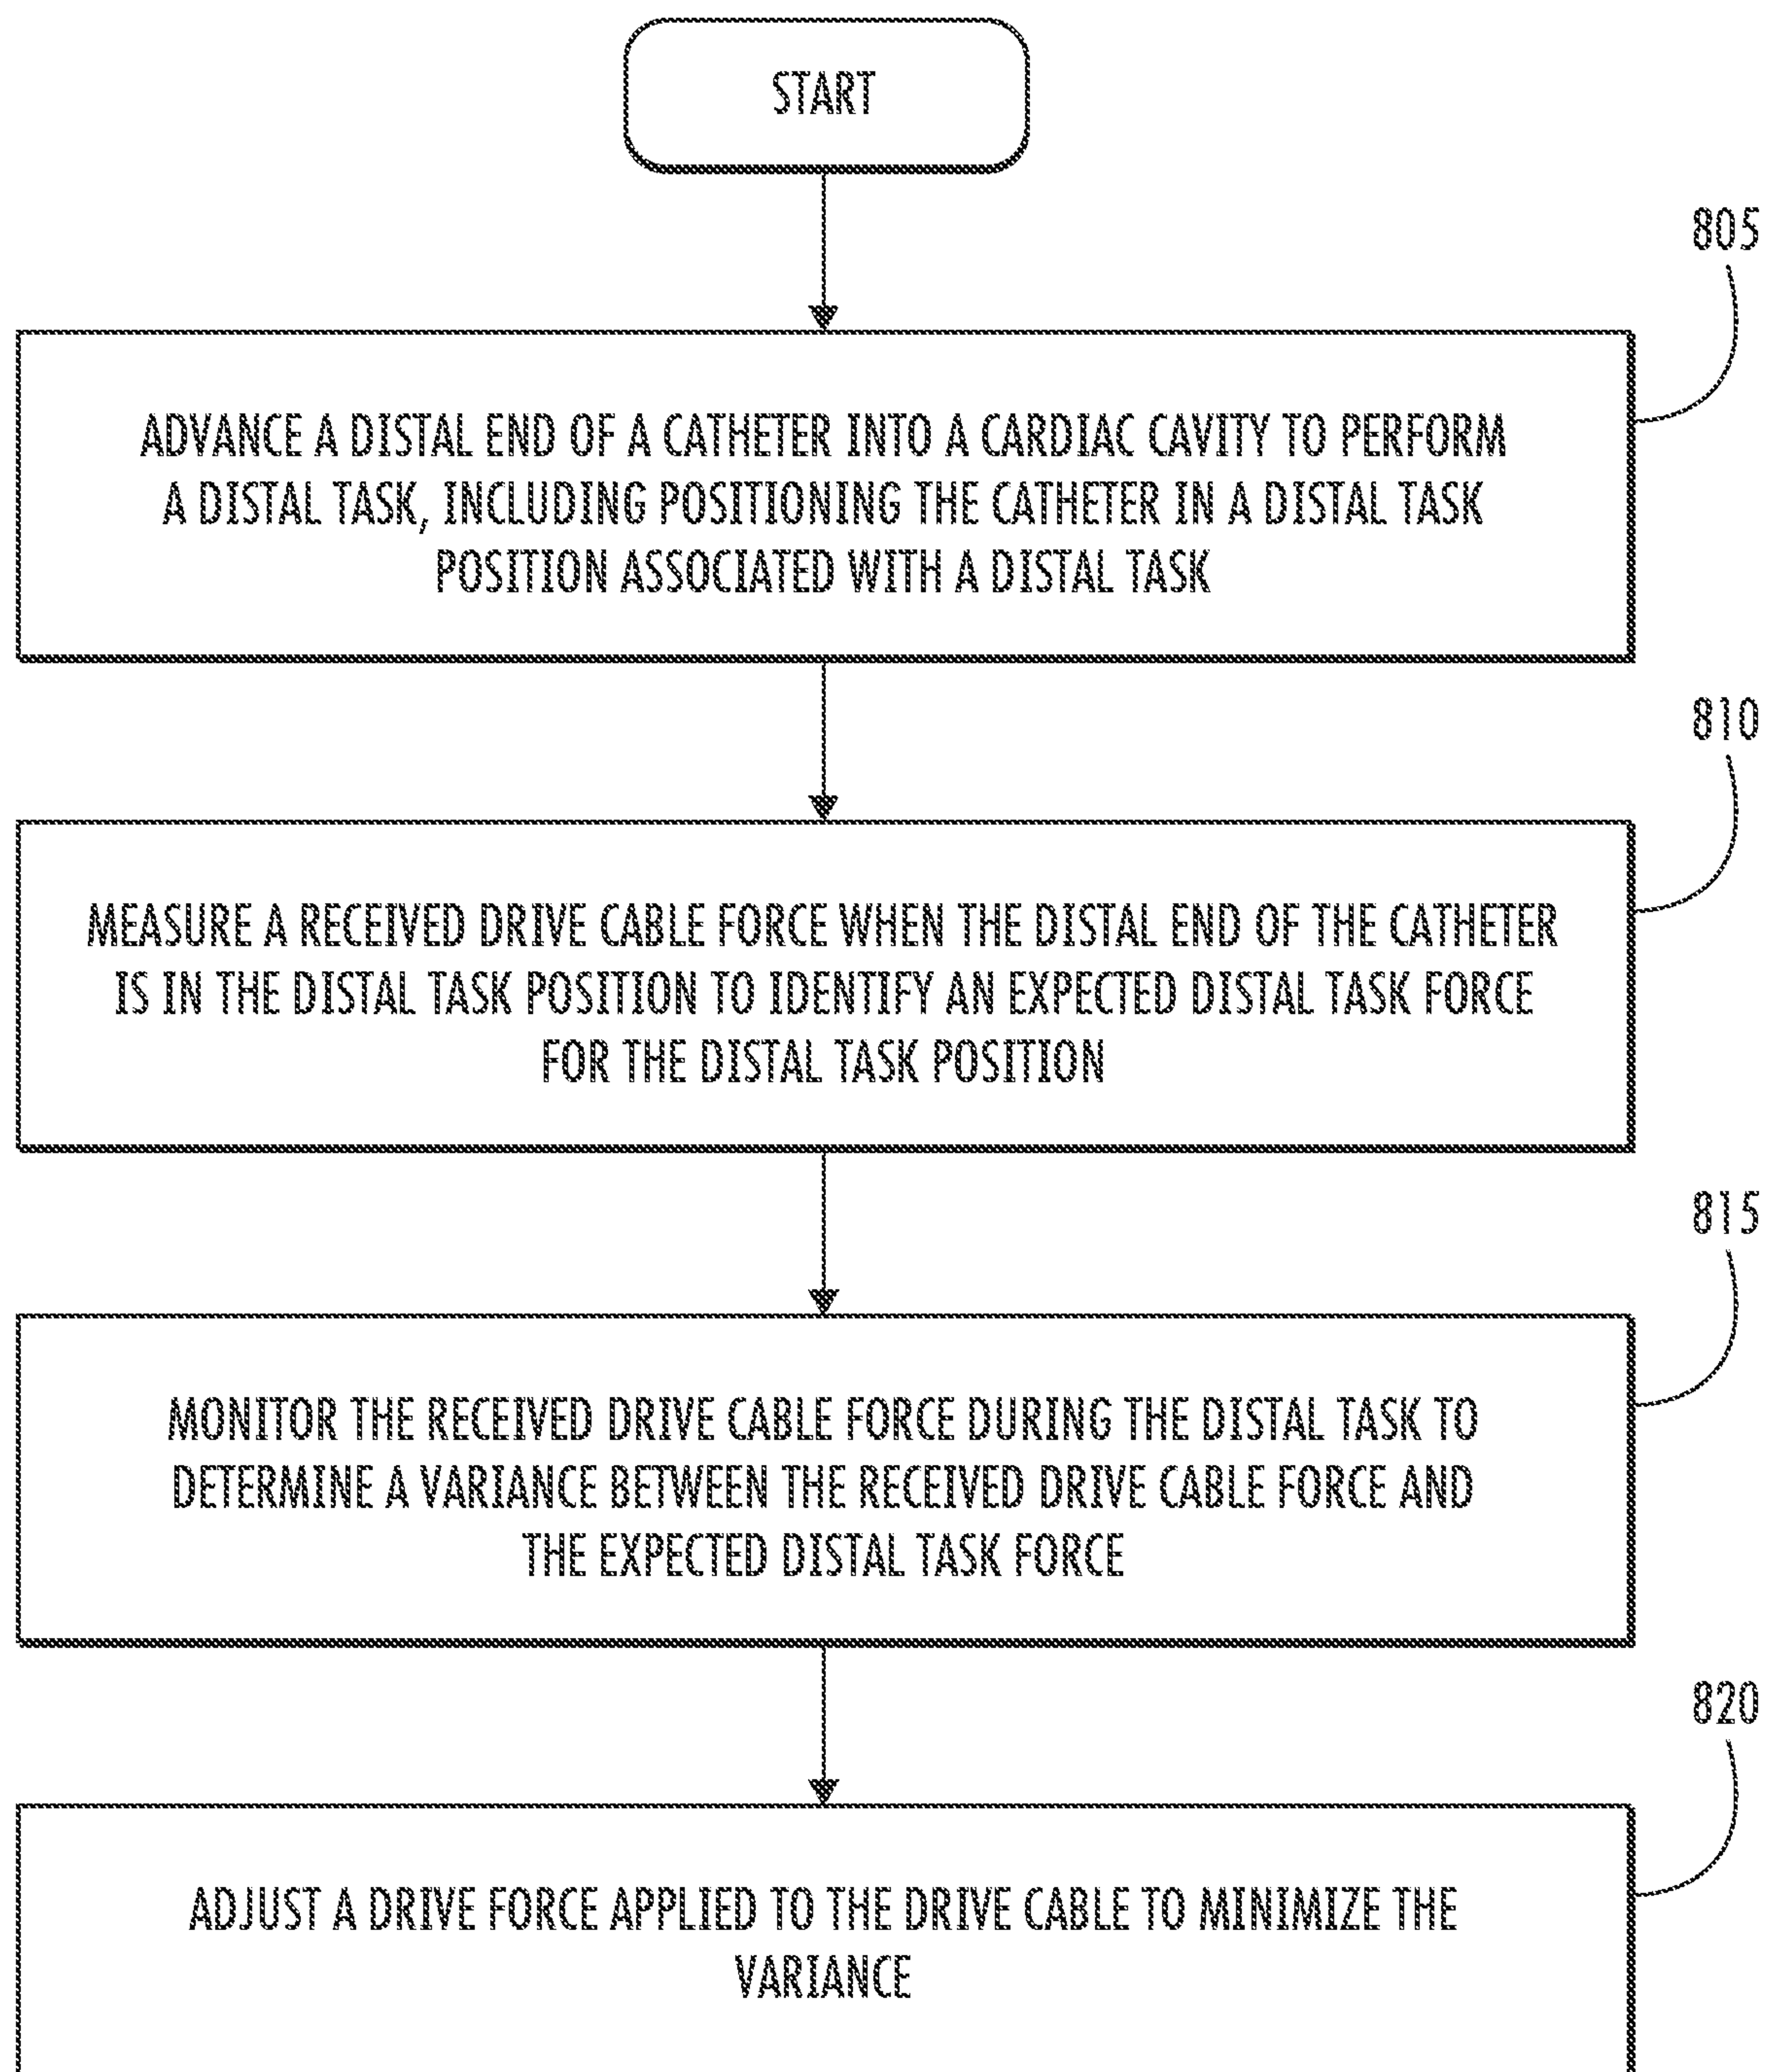 START
805
ADVANCE A DISTAL END OF A CATHETER INTO A CARDIAC CAVITY TO PERFORM
A DISTAL TASK, INCLUDING POSITIONING THE CATHETER IN A DISTAL TASK
POSITION ASSOCIATED WITH A DISTAL TASK
810
MEASURE A RECEIVED DRIVE CABLE FORCE WHEN THE DISTAL END OF THE CATHETER
IS IN THE DISTAL TASK POSITION TO IDENTIFY AN EXPECTED DISTAL TASK FORCE
FOR THE DISTAL TASK POSITION
815
MONITOR THE RECEIVED DRIVE CABLE FORCE DURING THE DISTAL TASK TO
DETERMINE A VARIANCE BETWEEN THE RECEIVED DRIVE CABLE FORCE AND
THE EXPECTED DISTAL TASK FORCE
820
ADJUST A DRIVE FORCE APPLIED TO THE DRIVE CABLE TO MINIMIZE THE
VARIANCE